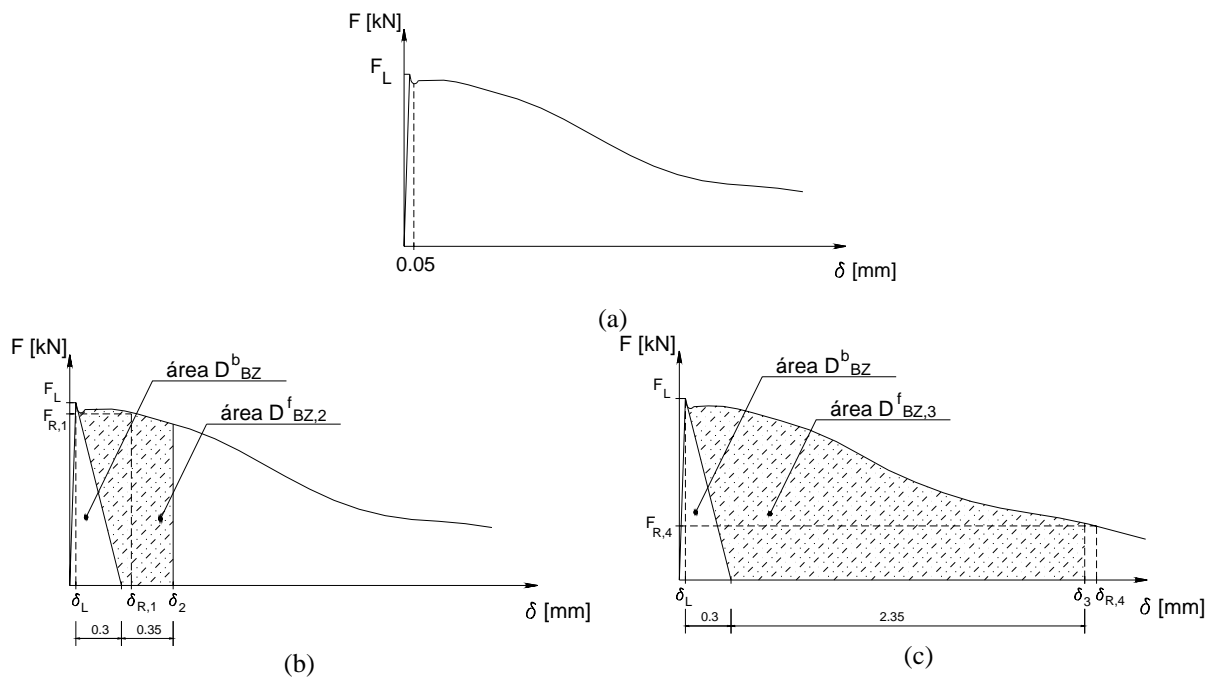 F [kN]
F_L
0.05
δ [mm]
(a)
F [kN]
área D^b_BZ
F_L
área D^f_BZ,2
F_R,1
δ_L
δ_R,1
δ_2
δ [mm]
0.3
0.35
(b)
F [kN]
área D^b_BZ
F_L
área D^f_BZ,3
F_R,4
δ_L
δ_3
δ_R,4
δ [mm]
0.3
2.35
(c)